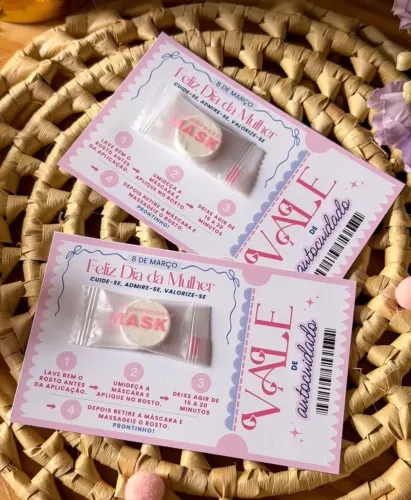 8 DE MARÇO
Feliz Dia da Mulher
CUIDE-SE, ADMIRE-SE, VALORIZE-SE
MASK
1
LAVE BEM O
ROSTO ANTES
DA APLICAÇÃO.
2
UMIDEÇA A
MÁSCARA E
APLIQUE NO ROSTO.
3
DEIXE AGIR DE
15 A 20
MINUTOS
4
DEPOIS RETIRE A MÁSCARA E
MASSAGEIE O ROSTO.
PRONTINHO!
VALE
DE
autocuidado
8 DE MARÇO
Feliz Dia da Mulher
CUIDE-SE, ADMIRE-SE, VALORIZE-SE
MASK
1
LAVE BEM O
ROSTO ANTES
DA APLICAÇÃO.
2
UMIDEÇA A
MÁSCARA E
APLIQUE NO ROSTO.
3
DEIXE AGIR DE
15 A 20
MINUTOS
4
DEPOIS RETIRE A MÁSCARA E
MASSAGEIE O ROSTO.
PRONTINHO!
VALE
DE
autocuidado